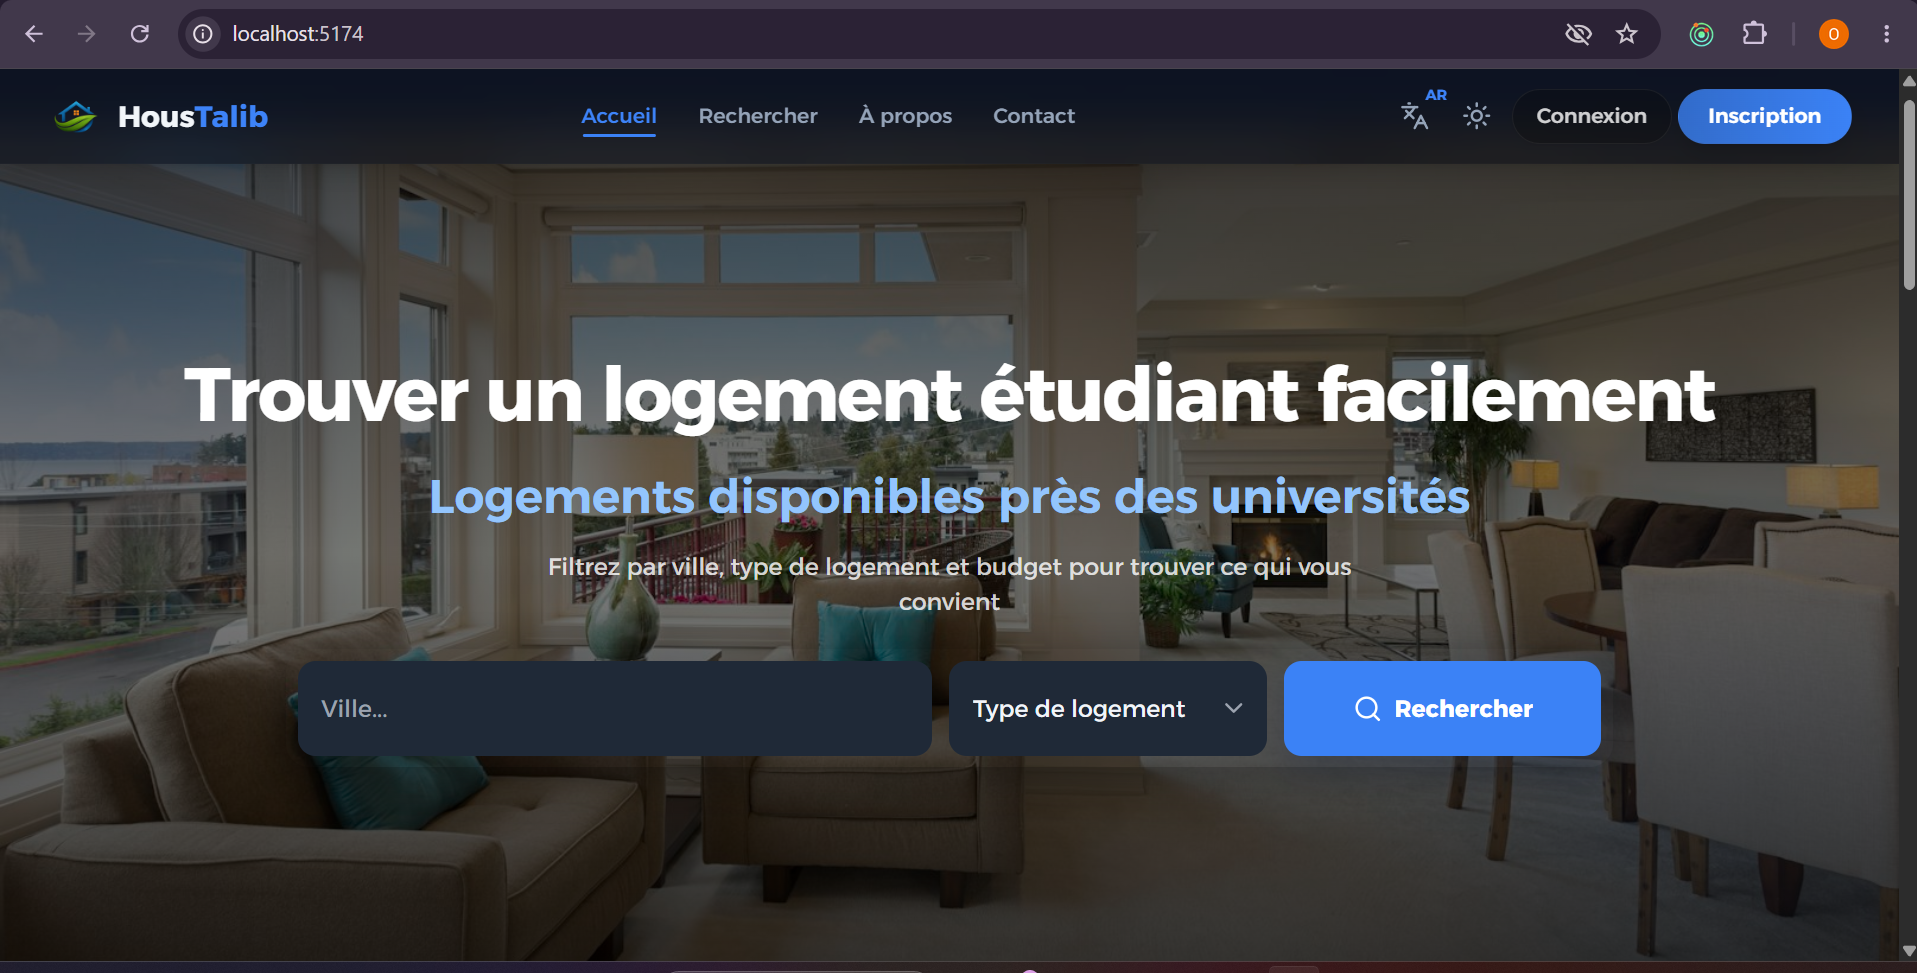 localhost:5174
O
HousTalib
Accueil
Rechercher
À propos
Contact
AR
Connexion
Inscription
Trouver un logement étudiant facilement
Logements disponibles près des universités
Filtrez par ville, type de logement et budget pour trouver ce qui vous
convient
Ville...
Type de logement
Rechercher